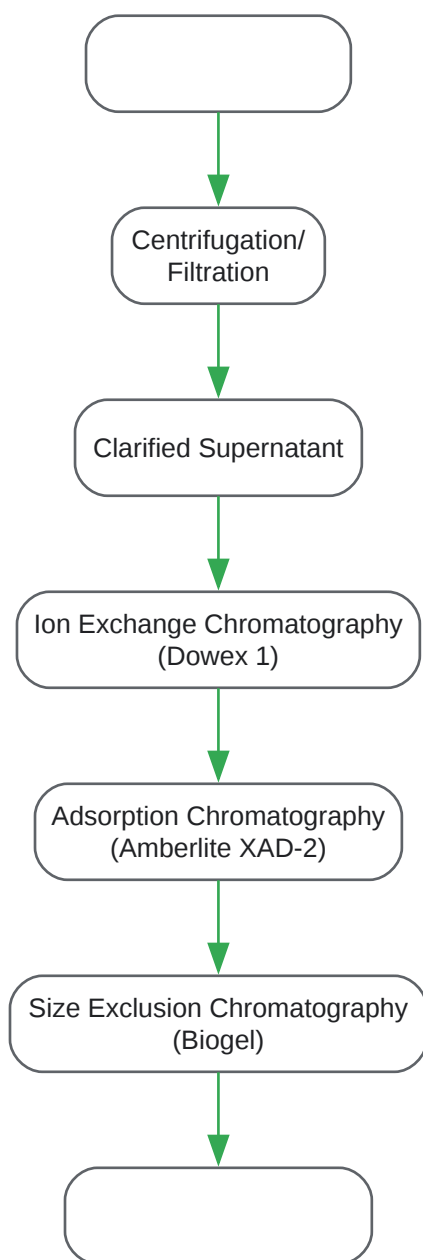 Centrifugation/
Filtration
Clarified Supernatant
Ion Exchange Chromatography
(Dowex 1)
Adsorption Chromatography
(Amberlite XAD-2)
Size Exclusion Chromatography
(Biogel)